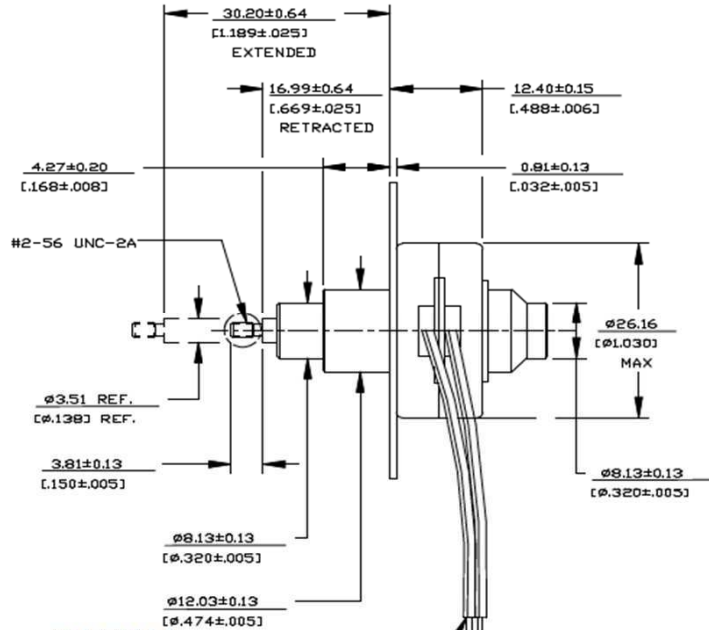 30.20±0.64
[1.189±.025]
EXTENDED
16.99±0.64
[.669±.025]
RETRACTED
12.40±0.15
[.488±.006]
4.27±0.20
[.168±.008]
0.81±0.13
[.032±.005]
#2-56 UNC-2A
ø26.16
[ø1.030]
MAX
ø3.51 REF.
[ø.138] REF.
3.81±0.13
[.150±.005]
ø8.13±0.13
[ø.320±.005]
ø8.13±0.13
[ø.320±.005]
ø12.03±0.13
[ø.474±.005]